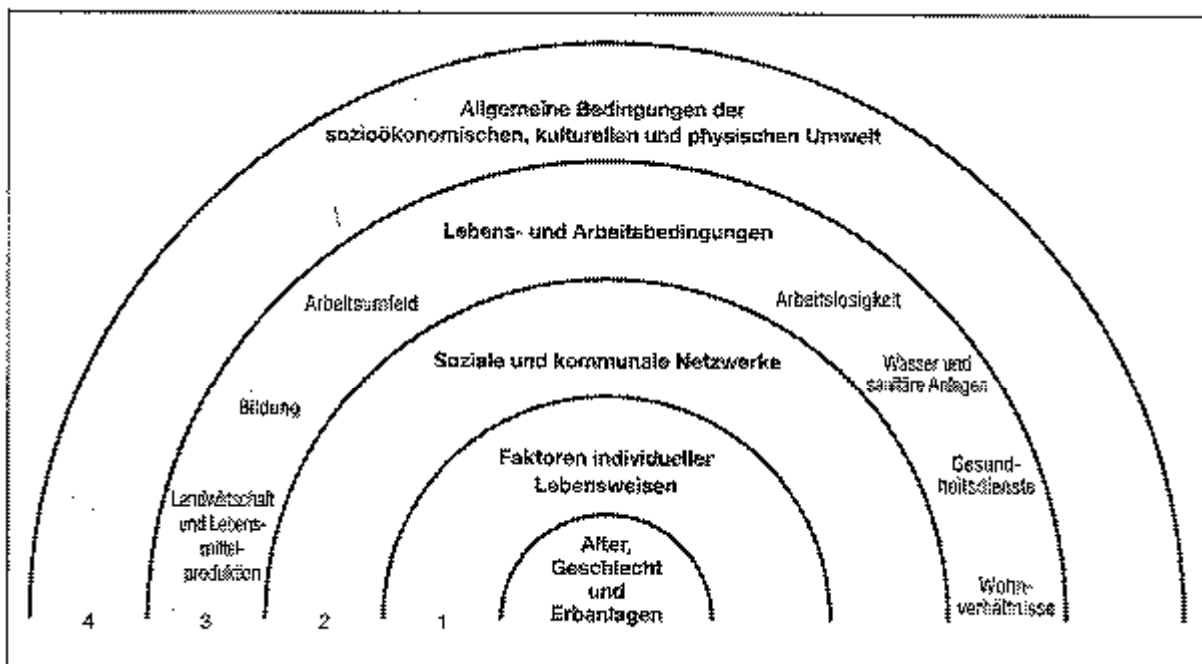 Allgemeine Bedingungen der
sozioökonomischen, kulturellen und physischen Umwelt
Lebens- und Arbeitsbedingungen
Arbeitsumfeld
Arbeitslosigkeit
Soziale und kommunale Netzwerke
Wasser und
sanitäre Anlagen
Bildung
Faktoren individueller
Lebensweisen
Gesund-
heitsdienste
Landwirtschaft
und Lebens-
mittel-
produktion
Alter,
Geschlecht
und
Erbanlagen
Wohn-
verhältnisse
4
3
2
1